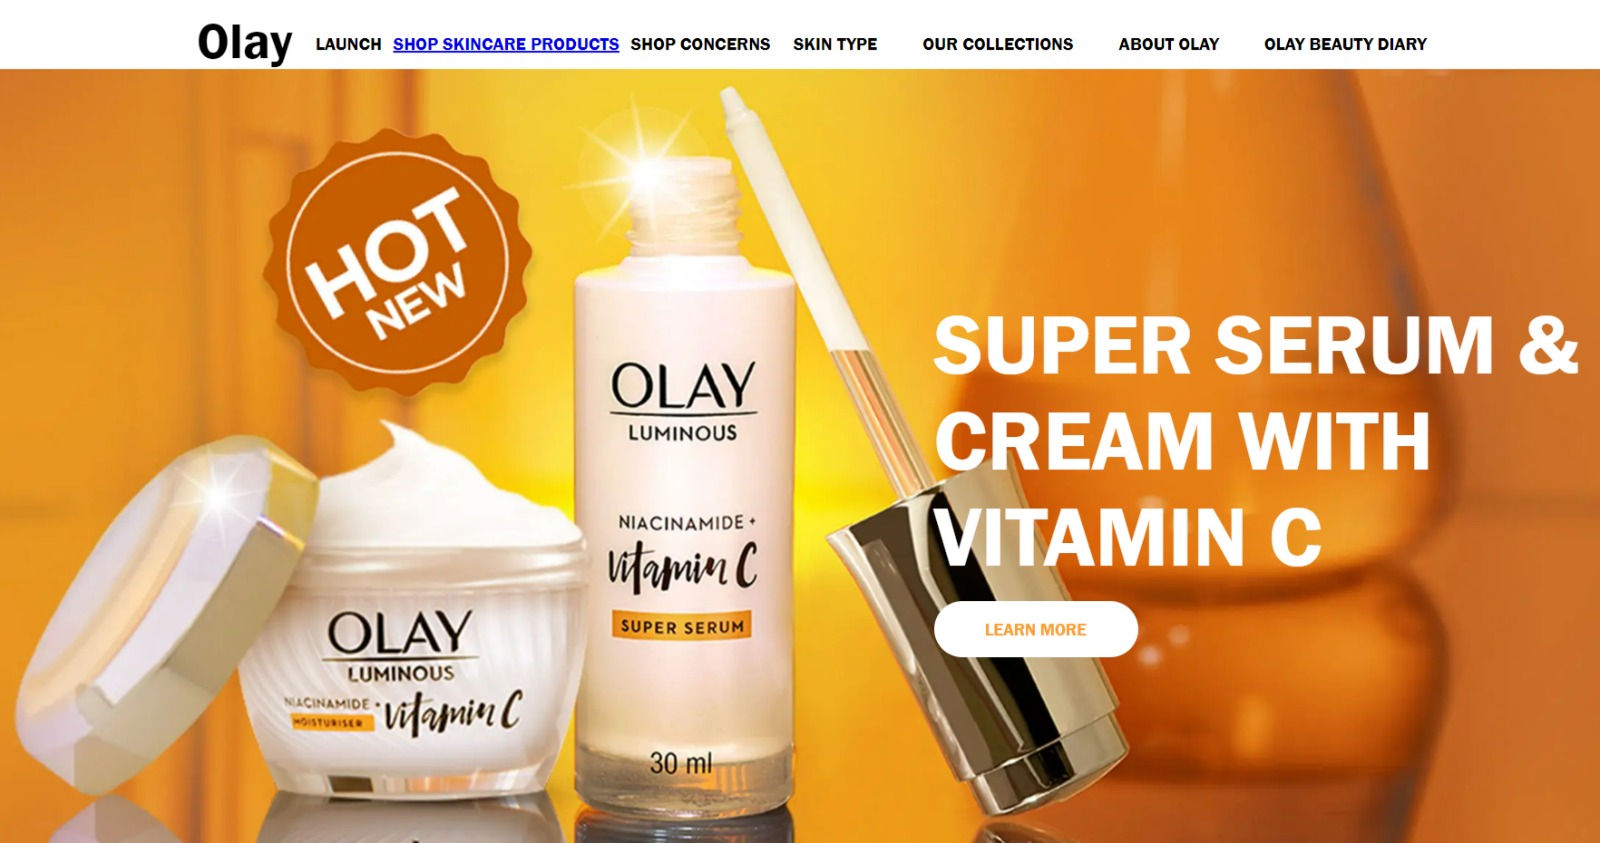 Olay LAUNCH SHOP SKINCARE PRODUCTS SHOP CONCERNS SKIN TYPE OUR COLLECTIONS ABOUT OLAY OLAY BEAUTY DIARY
HOT
NEW
OLAY
LUMINOUS
NIACINAMIDE +
vitamin C
MOISTURISER
OLAY
LUMINOUS
NIACINAMIDE +
vitamin C
SUPER SERUM
30 ml
SUPER SERUM &
CREAM WITH
VITAMIN C
LEARN MORE